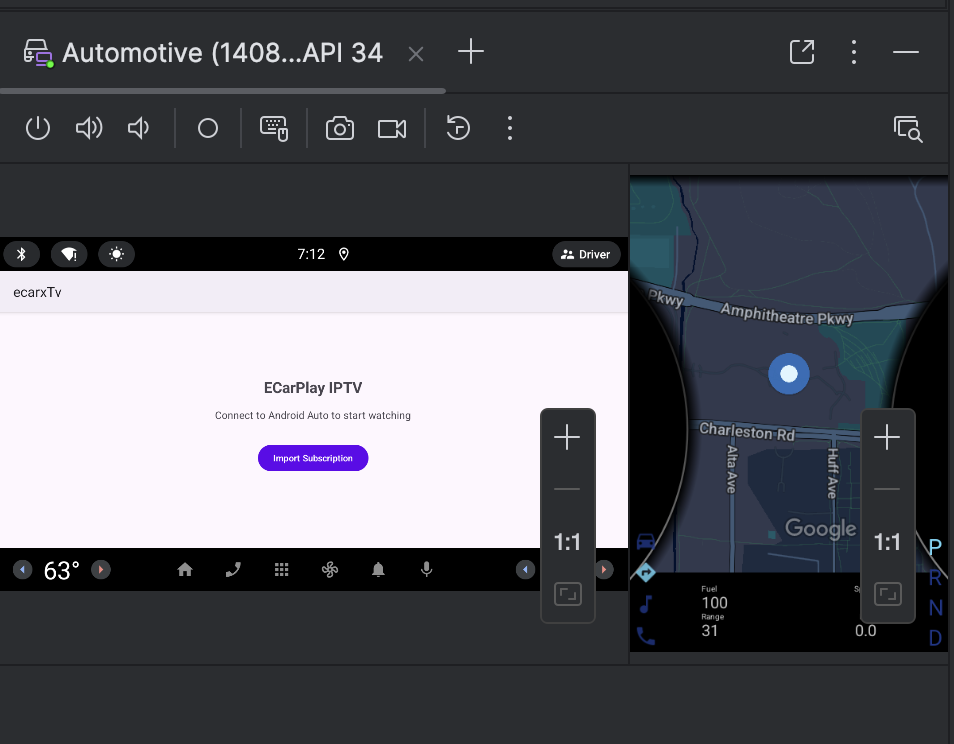 Automotive (1408...API 34
7:12
Driver
ecarxTv
ECarPlay IPTV
Connect to Android Auto to start watching
Import Subscription
1:1
63°
Pkwy
Amphitheatre Pkwy
Charleston Rd
Alta Ave
Huff Ave
Google
1:1
P
R
N
D
Fuel
100
Range
31
0.0